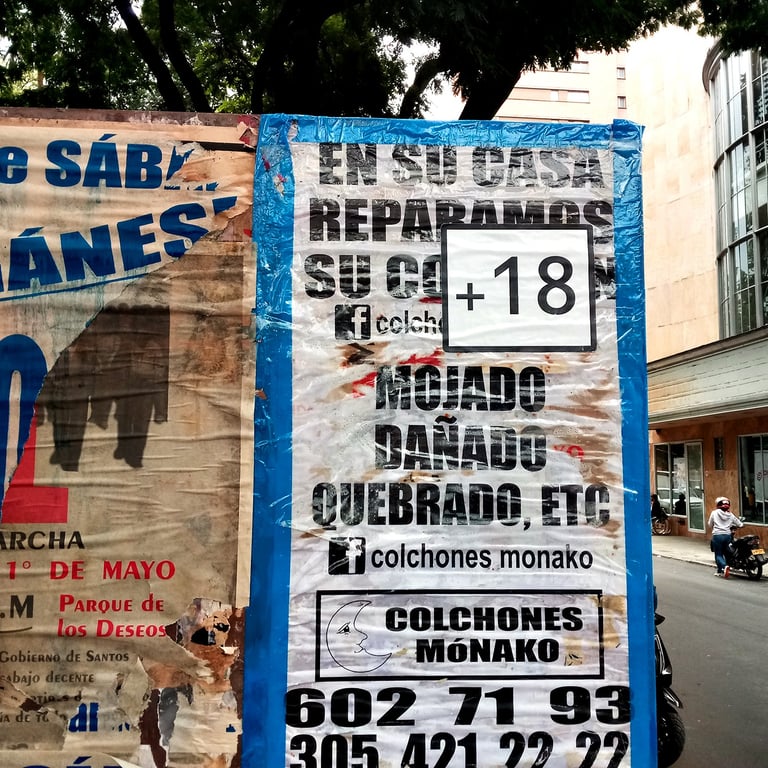 e SÁB
ÁNES
ARCHA
1° DE MAYO
.M PARQUE DE
LOS DESEOS
Gobierno de Santos
abajo decente
EN SU CASA
REPARAMOS
SU CO N
+18
colcho
MOJADO
DAÑADO
QUEBRADO, ETC
colchones monako
COLCHONES
MóNAKO
602 71 93
305 421 22 22